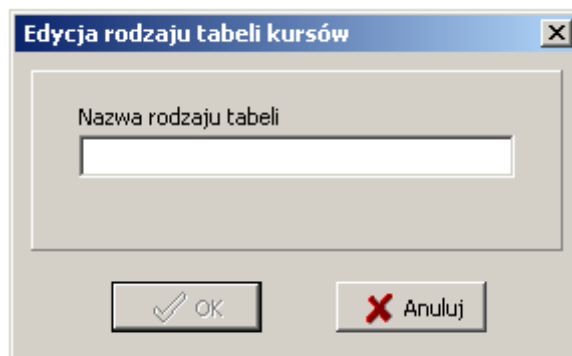 Edycja rodzaju tabeli kursów
Nazwa rodzaju tabeli
OK
Anuluj